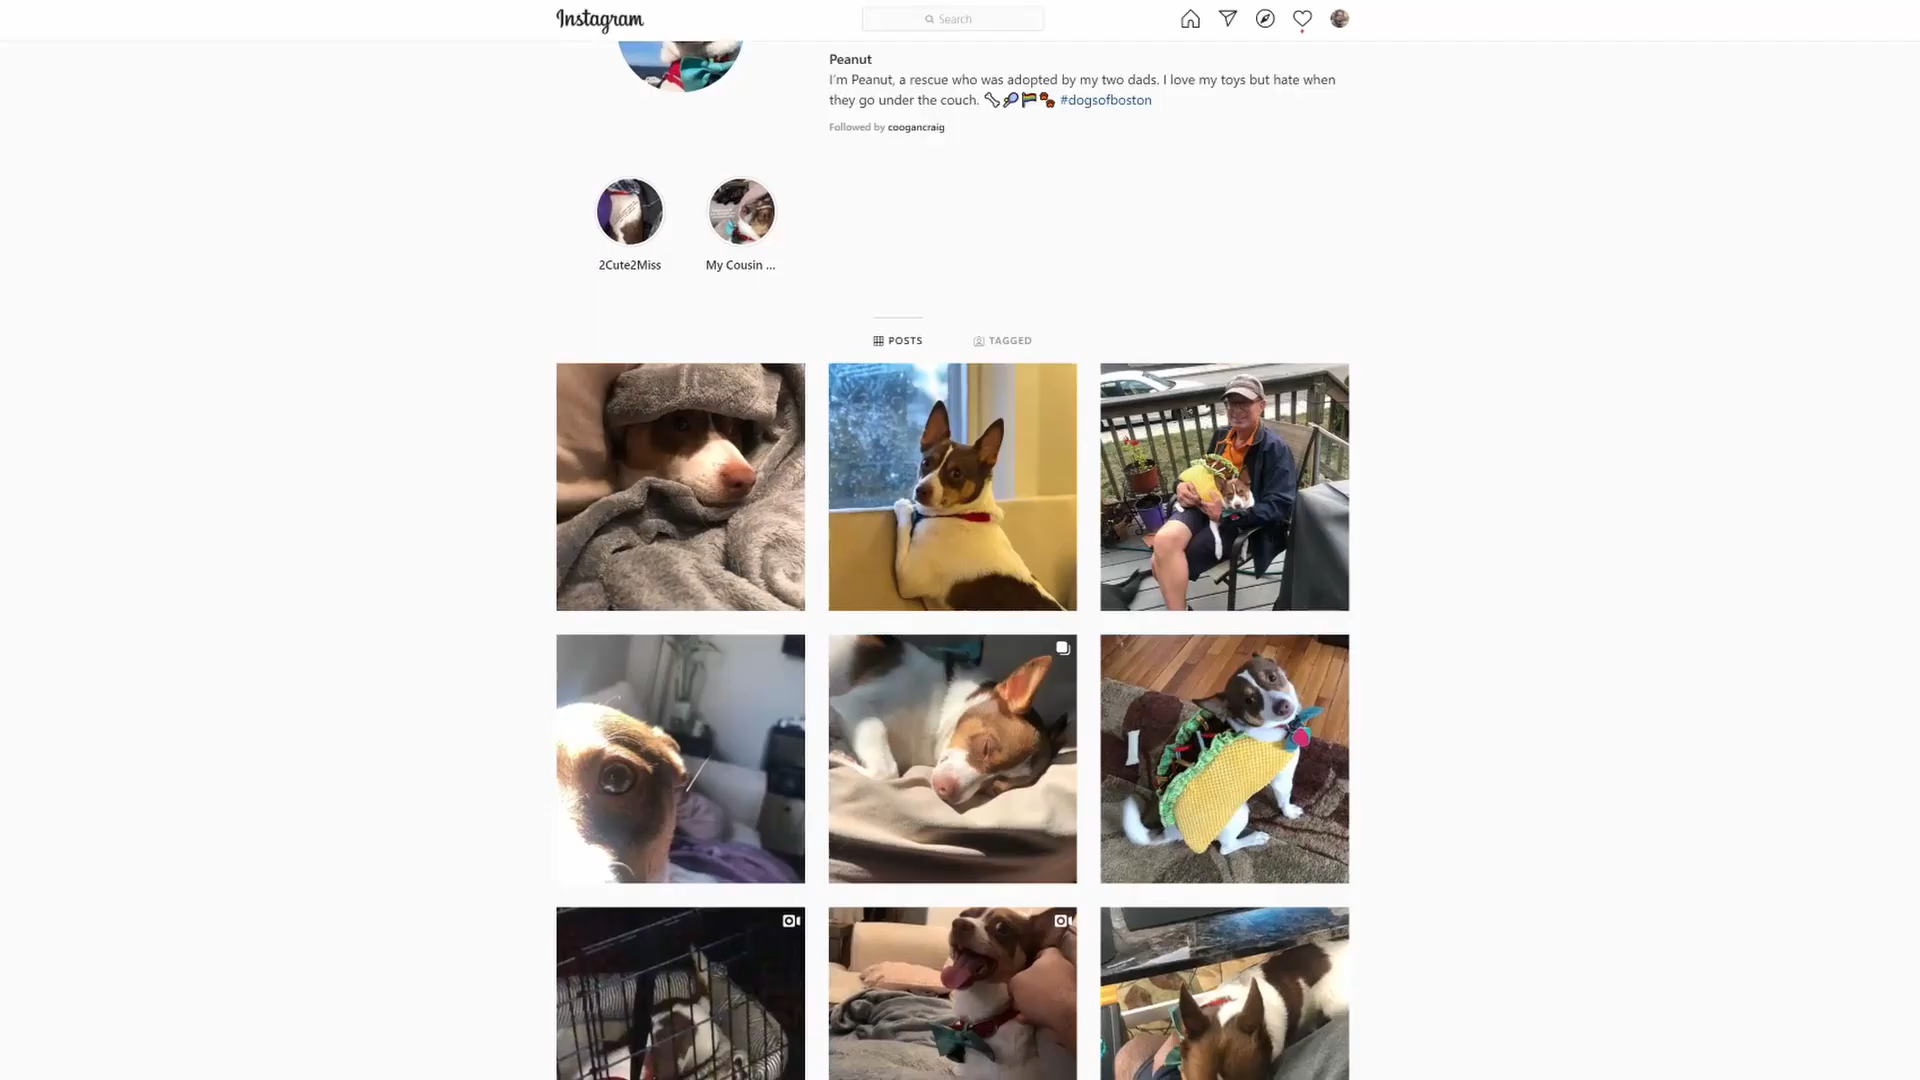 Instagram
Search
Peanut
I'm Peanut, a rescue who was adopted by my two dads. I love my toys but hate when
they go under the couch. 🦴🎾🏳️‍🌈🐾 #dogsofboston
Followed by coogancraig
2Cute2Miss
My Cousin ...
POSTS
TAGGED